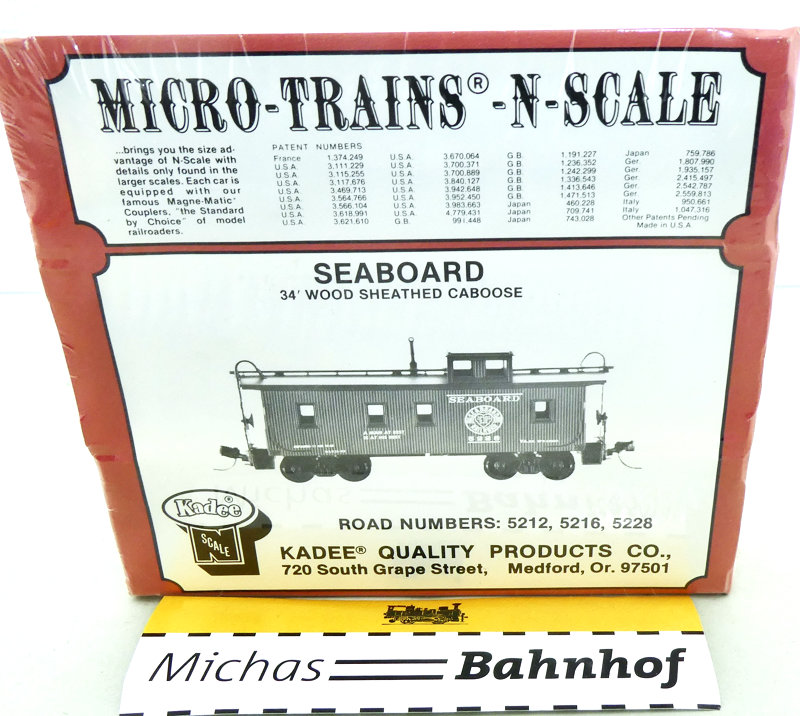 MICRO-TRAINS®-N-SCALE
...brings you the size ad-
vantage of N-Scale with
details only found in the
larger scales. Each car is
equipped with our
famous Magne-Matic®
Couplers, "the Standard
by Choice" of model
railroaders.
PATENT NUMBERS
France 1.374.249 U.S.A. 3.670.064 G.B. 1.191.227 Japan 759.786
U.S.A. 3.111.229 U.S.A. 3.700.371 G.B. 1.236.352 Ger. 1.807.990
U.S.A. 3.115.255 U.S.A. 3.700.889 G.B. 1.242.299 Ger. 1.935.157
U.S.A. 3.117.676 U.S.A. 3.840.127 G.B. 1.336.543 Ger. 2.415.497
U.S.A. 3.469.713 U.S.A. 3.942.648 G.B. 1.413.646 Ger. 2.542.787
U.S.A. 3.564.766 U.S.A. 3.952.450 G.B. 1.471.513 Ger. 2.559.813
U.S.A. 3.566.104 U.S.A. 3.983.663 Japan 460.228 Italy 950.661
U.S.A. 3.618.991 U.S.A. 4.779.431 Japan 709.741 Italy 1.047.316
U.S.A. 3.621.610 G.B. 991.448 Japan 743.028 Other Patents Pending
Made in U.S.A.
SEABOARD
34' WOOD SHEATHED CABOOSE
SEABOARD
5228
Kadee®
N
SCALE
ROAD NUMBERS: 5212, 5216, 5228
KADEE® QUALITY PRODUCTS CO.,
720 South Grape Street, Medford, Or. 97501
Michas Bahnhof